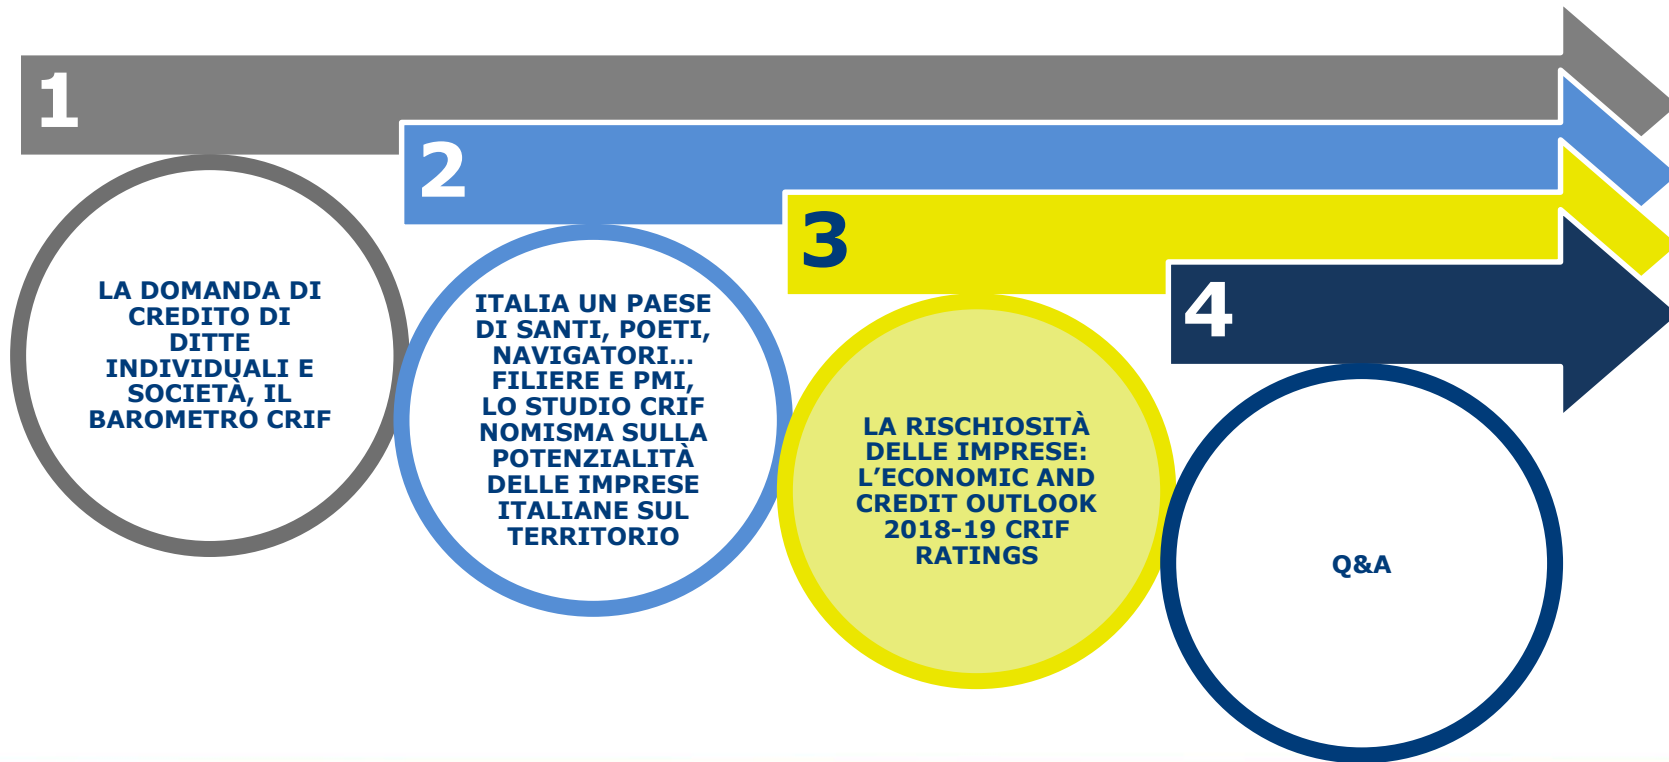 1
LA DOMANDA DI
CREDITO DI
DITTE
INDIVIDUALI E
SOCIETÀ, IL
BAROMETRO CRIF
2
ITALIA UN PAESE
DI SANTI, POETI,
NAVIGATORI…
FILIERE E PMI,
LO STUDIO CRIF
NOMISMA SULLA
POTENZIALITÀ
DELLE IMPRESE
ITALIANE SUL
TERRITORIO
3
LA RISCHIOSITÀ
DELLE IMPRESE:
L’ECONOMIC AND
CREDIT OUTLOOK
2018-19 CRIF
RATINGS
4
Q&A